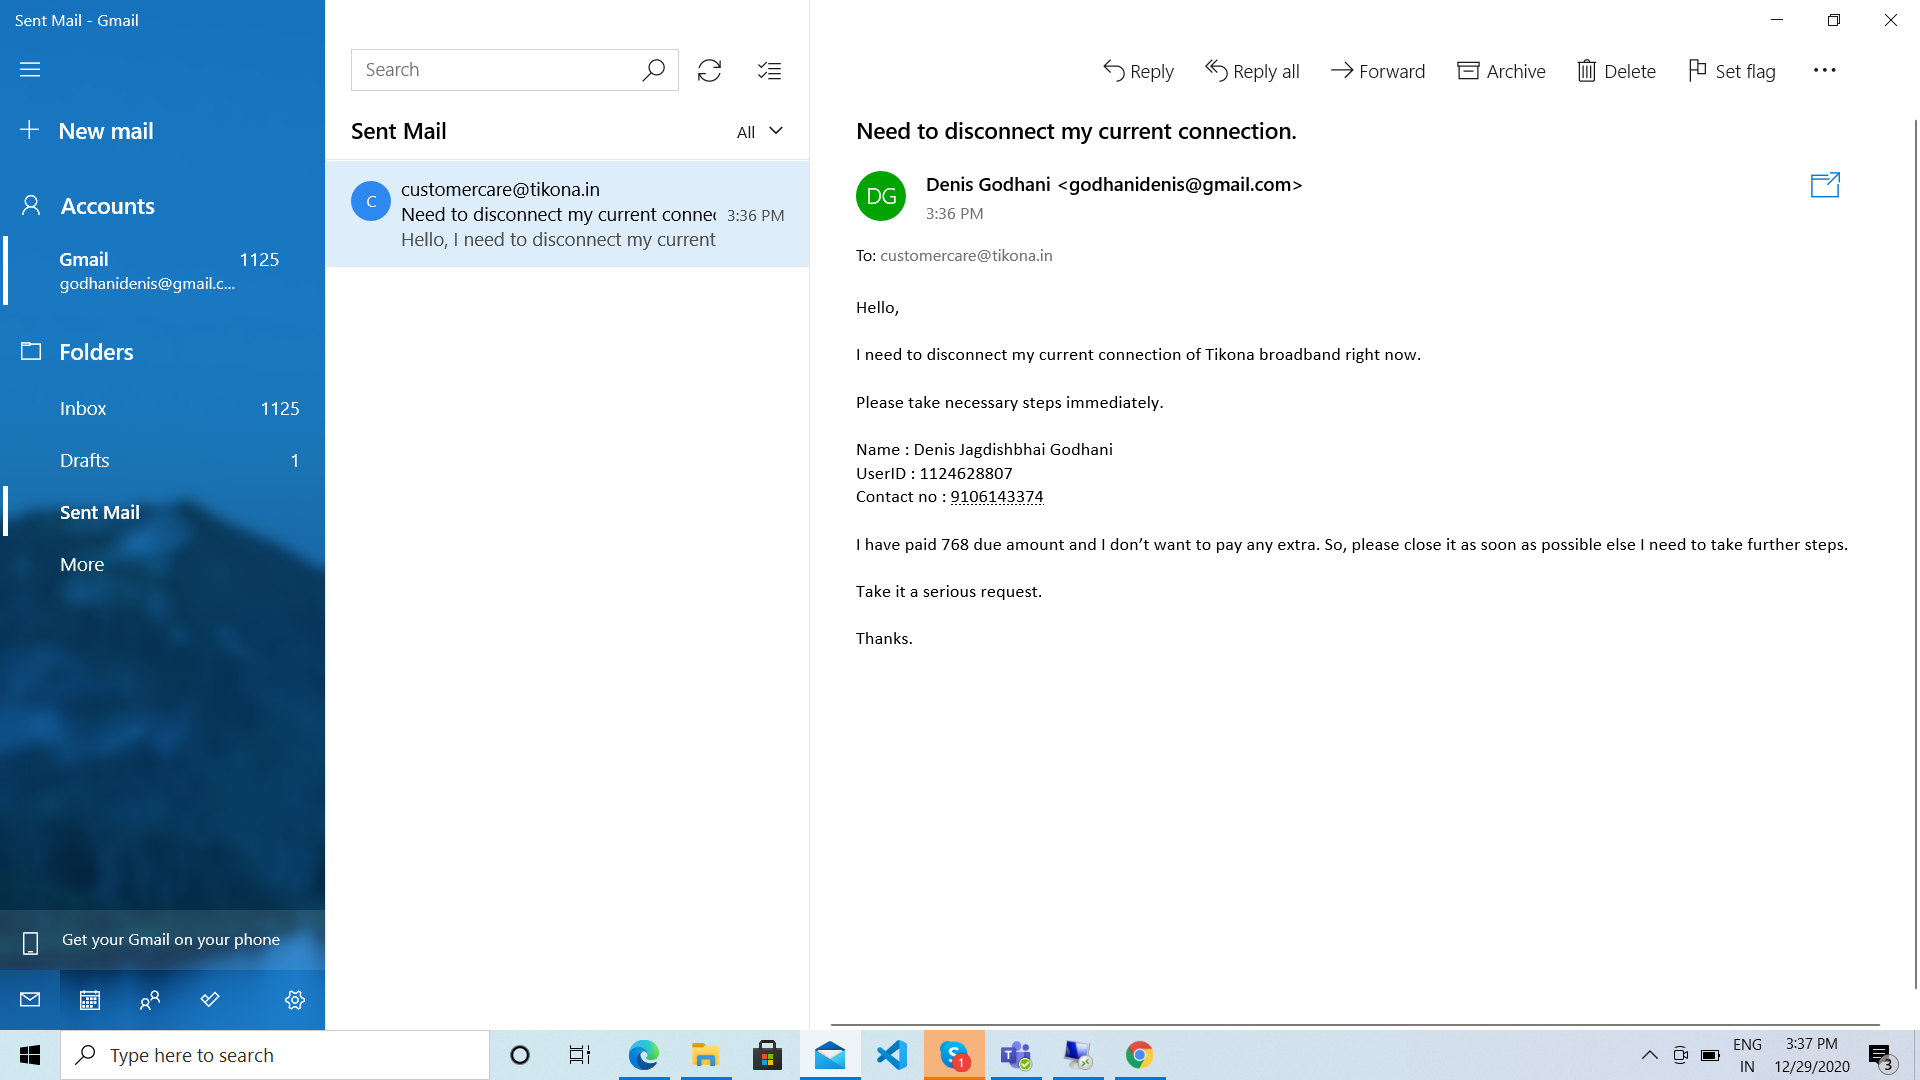 Sent Mail - Gmail
New mail
Accounts
Gmail 1125
godhanidenis@gmail.c...
Folders
Inbox 1125
Drafts 1
Sent Mail
More
Get your Gmail on your phone
Search
Sent Mail All
C
customercare@tikona.in
Need to disconnect my current connec 3:36 PM
Hello, I need to disconnect my current
Reply Reply all Forward Archive Delete Set flag
Need to disconnect my current connection.
DG
Denis Godhani <godhanidenis@gmail.com>
3:36 PM
To: customercare@tikona.in
Hello,
I need to disconnect my current connection of Tikona broadband right now.
Please take necessary steps immediately.
Name : Denis Jagdishbhai Godhani
UserID : 1124628807
Contact no : 9106143374
I have paid 768 due amount and I don’t want to pay any extra. So, please close it as soon as possible else I need to take further steps.
Take it a serious request.
Thanks.
Type here to search
1
ENG
IN
3:37 PM
12/29/2020
3